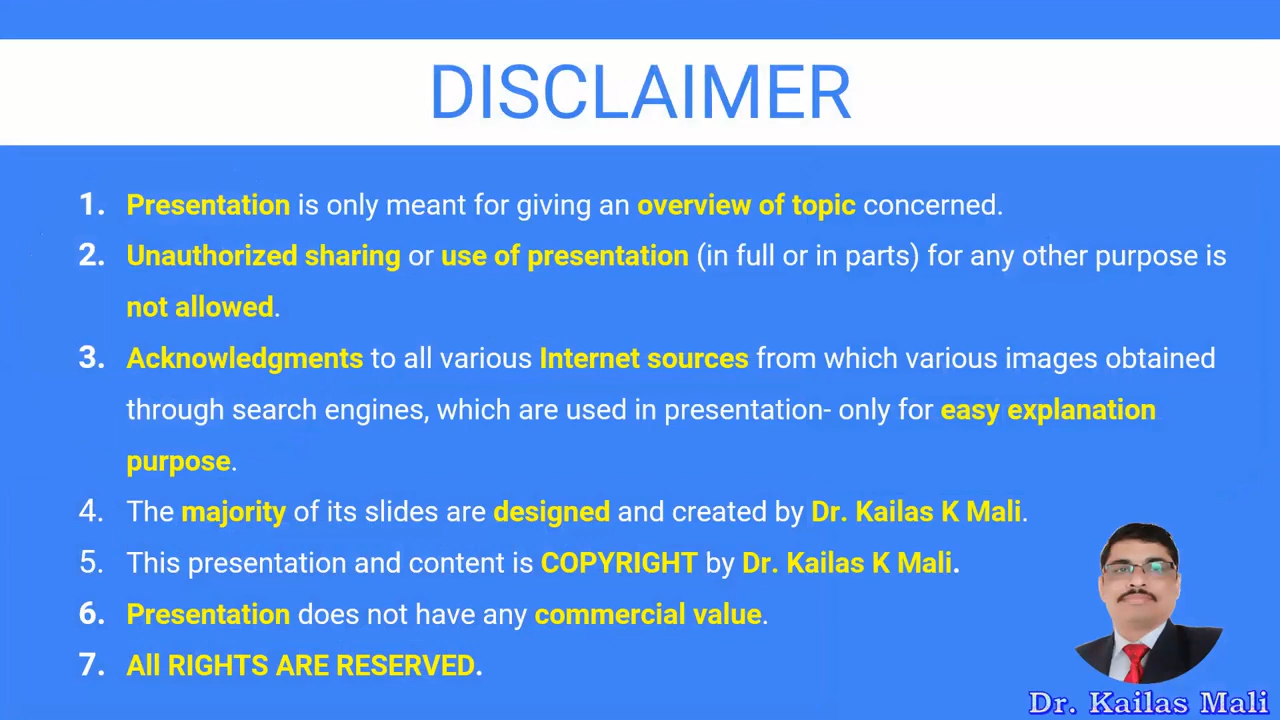 DISCLAIMER
1. Presentation is only meant for giving an overview of topic concerned.
2. Unauthorized sharing or use of presentation (in full or in parts) for any other purpose is
not allowed.
3. Acknowledgments to all various Internet sources from which various images obtained
through search engines, which are used in presentation- only for easy explanation
purpose.
4. The majority of its slides are designed and created by Dr. Kailas K Mali.
5. This presentation and content is COPYRIGHT by Dr. Kailas K Mali.
6. Presentation does not have any commercial value.
7. All RIGHTS ARE RESERVED.
Dr. Kailas Mali